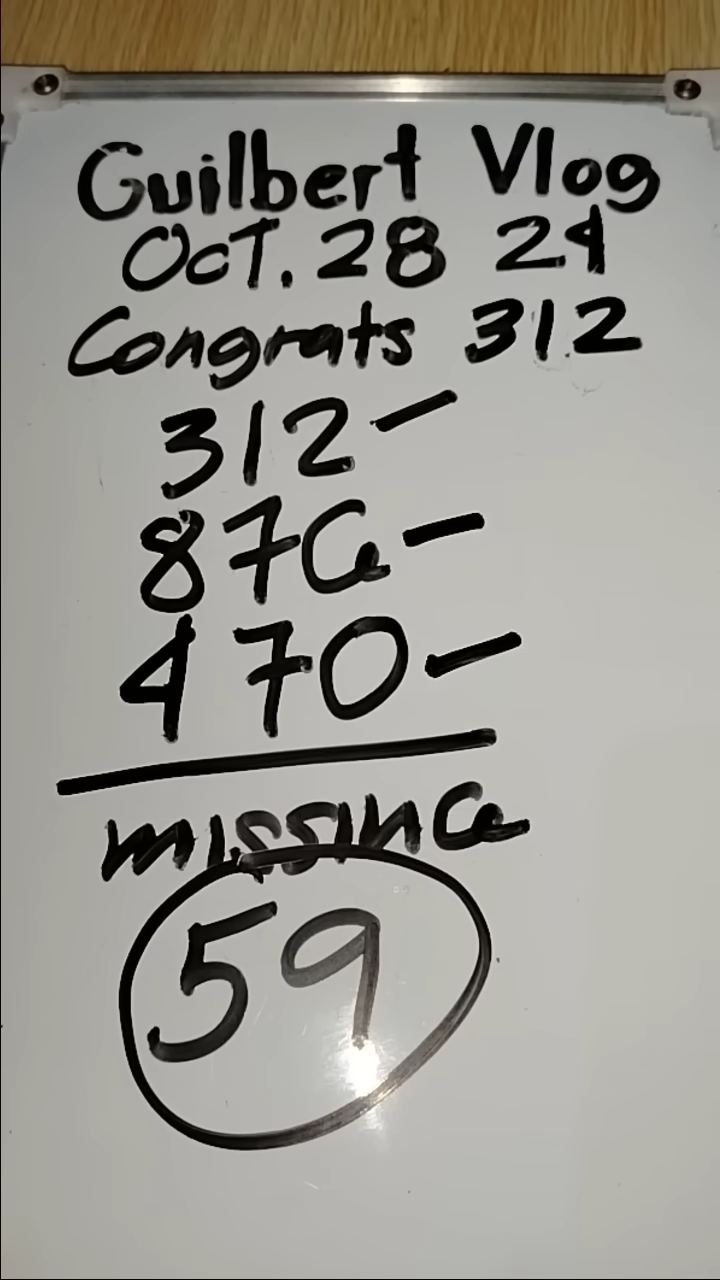 Guilbert Vlog
Oct. 28 24
Congrats 312
312-
876-
470-
missing
59